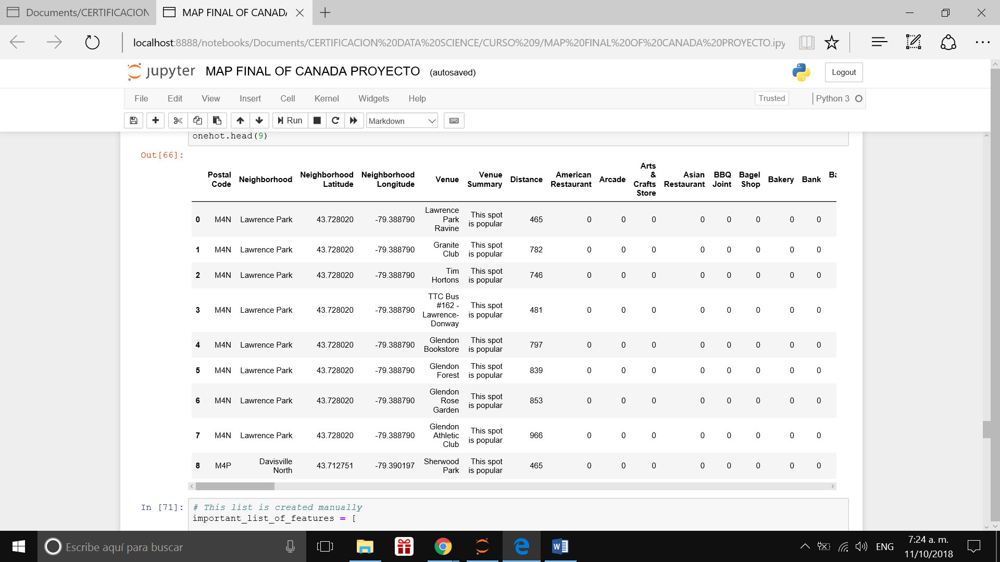 Documents/CERTIFICACION
MAP FINAL OF CANADA
localhost:8888/notebooks/Documents/CERTIFICACION%20DATA%20SCIENCE/CURSO%209/MAP%20FINAL%20OF%20CANADA%20PROYECTO.ipy
jupyter MAP FINAL OF CANADA PROYECTO (autosaved)
Logout
File Edit View Insert Cell Kernel Widgets Help
Trusted Python 3
Run Markdown
onehot.head(9)
Out[66]:
Postal Code Neighborhood Neighborhood Latitude Neighborhood Longitude Venue Venue Summary Distance American Restaurant Arcade Arts & Crafts Store Asian Restaurant BBQ Joint Bagel Shop Bakery Bank Ba
0 M4N Lawrence Park 43.728020 -79.388790 Lawrence Park Ravine This spot is popular 465 0 0 0 0 0 0 0 0
1 M4N Lawrence Park 43.728020 -79.388790 Granite Club This spot is popular 782 0 0 0 0 0 0 0 0
2 M4N Lawrence Park 43.728020 -79.388790 Tim Hortons This spot is popular 746 0 0 0 0 0 0 0 0
3 M4N Lawrence Park 43.728020 -79.388790 TTC Bus #162 - Lawrence-Donway This spot is popular 481 0 0 0 0 0 0 0 0
4 M4N Lawrence Park 43.728020 -79.388790 Glendon Bookstore This spot is popular 797 0 0 0 0 0 0 0 0
5 M4N Lawrence Park 43.728020 -79.388790 Glendon Forest This spot is popular 839 0 0 0 0 0 0 0 0
6 M4N Lawrence Park 43.728020 -79.388790 Glendon Rose Garden This spot is popular 853 0 0 0 0 0 0 0 0
7 M4N Lawrence Park 43.728020 -79.388790 Glendon Athletic Club This spot is popular 966 0 0 0 0 0 0 0 0
8 M4P Davisville North 43.712751 -79.390197 Sherwood Park This spot is popular 465 0 0 0 0 0 0 0 0
In [71]: # This list is created manually
important_list_of_features = [
Escribe aquí para buscar
ENG
7:24 a. m.
11/10/2018